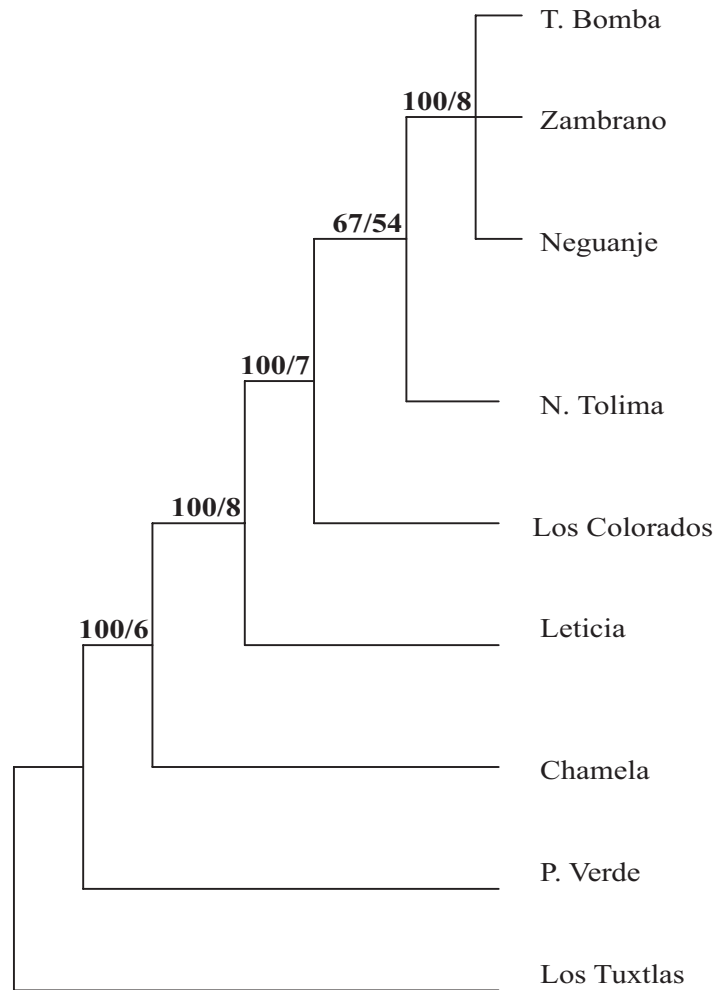 T. Bomba
100/8
Zambrano
67/54
Neguanje
100/7
N. Tolima
100/8
Los Colorados
100/6
Leticia
Chamela
P. Verde
Los Tuxtlas